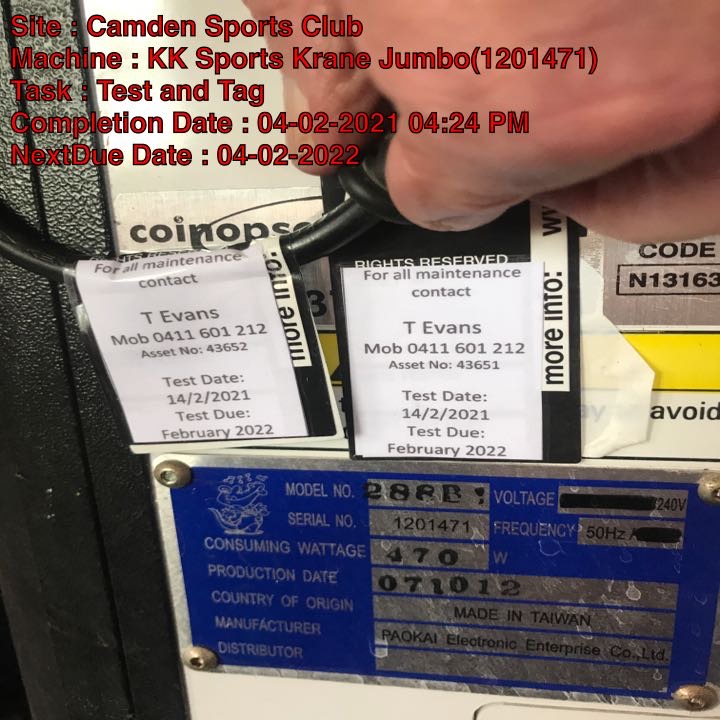 Site : Camden Sports Club
Machine : KK Sports Krane Jumbo(1201471)
Task : Test and Tag
Completion Date : 04-02-2021 04:24 PM
NextDue Date : 04-02-2022
coinops
CODE
N13163
For all maintenance
contact
T Evans
Mob 0411 601 212
Asset No: 43652
Test Date:
14/2/2021
Test Due:
February 2022
more info:
RIGHTS RESERVED
For all maintenance
contact
T Evans
Mob 0411 601 212
Asset No: 43651
Test Date:
14/2/2021
Test Due:
February 2022
more info:
avoid
MODEL NO. 288B
VOLTAGE 240V
SERIAL NO. 1201471
FREQUENCY 50Hz
CONSUMING WATTAGE 470 W
PRODUCTION DATE 071012
COUNTRY OF ORIGIN MADE IN TAIWAN
MANUFACTURER PAOKAI Electronic Enterprise Co.,Ltd.
DISTRIBUTOR